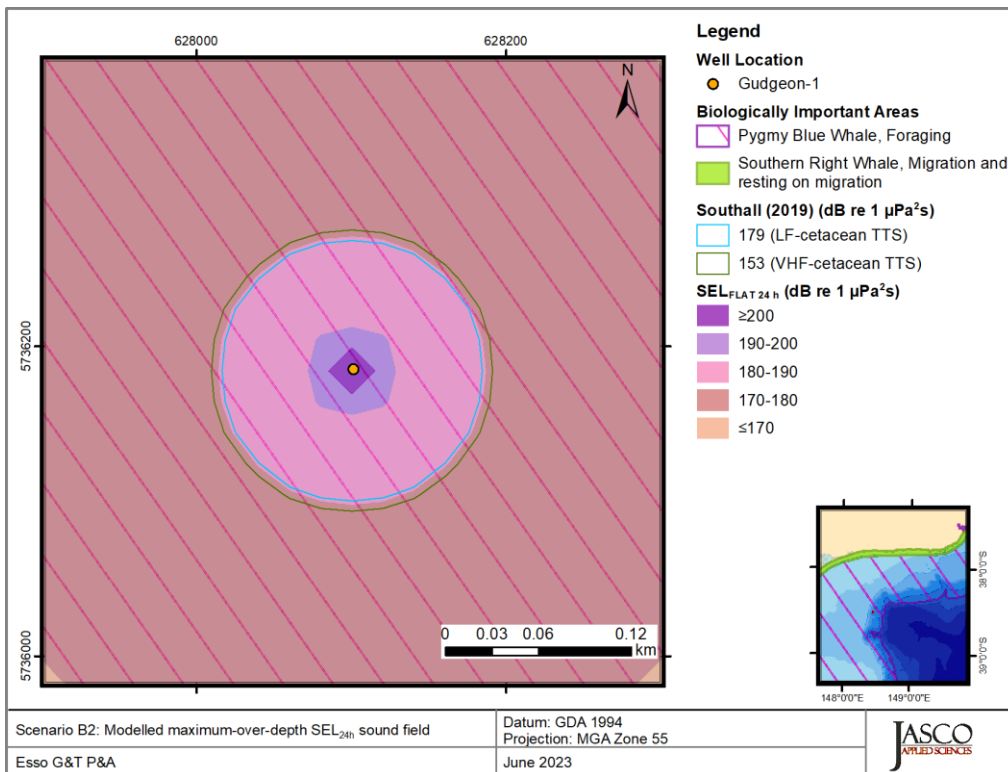 628000
628200
5736200
5736000
N
0 0.03 0.06 0.12
km
Legend
Well Location
Gudgeon-1
Biologically Important Areas
Pygmy Blue Whale, Foraging
Southern Right Whale, Migration and
resting on migration
Southall (2019) (dB re 1 µPa²s)
179 (LF-cetacean TTS)
153 (VHF-cetacean TTS)
SEL FLAT 24 h (dB re 1 µPa²s)
≥200
190-200
180-190
170-180
≤170
38°0'0"S
39°0'0"S
148°0'0"E 149°0'0"E
Scenario B2: Modelled maximum-over-depth SEL24h sound field
Datum: GDA 1994
Projection: MGA Zone 55
Esso G&T P&A
June 2023
JASCO
APPLIED SCIENCES